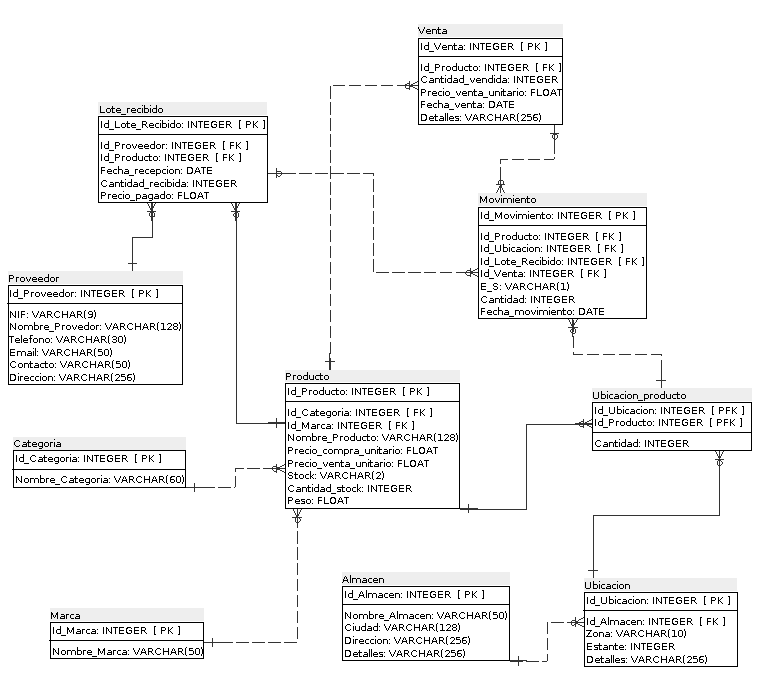 Venta
Id_Venta: INTEGER [ PK ]
Id_Producto: INTEGER [ FK ]
Cantidad_vendida: INTEGER
Precio_venta_unitario: FLOAT
Fecha_venta: DATE
Detalles: VARCHAR(256)
Lote_recibido
Id_Lote_Recibido: INTEGER [ PK ]
Id_Proveedor: INTEGER [ FK ]
Id_Producto: INTEGER [ FK ]
Fecha_recepcion: DATE
Cantidad_recibida: INTEGER
Precio_pagado: FLOAT
Movimiento
Id_Movimiento: INTEGER [ PK ]
Id_Producto: INTEGER [ FK ]
Id_Ubicacion: INTEGER [ FK ]
Id_Lote_Recibido: INTEGER [ FK ]
Id_Venta: INTEGER [ FK ]
E_S: VARCHAR(1)
Cantidad: INTEGER
Fecha_movimiento: DATE
Proveedor
Id_Proveedor: INTEGER [ PK ]
NIF: VARCHAR(9)
Nombre_Provedor: VARCHAR(128)
Telefono: VARCHAR(30)
Email: VARCHAR(50)
Contacto: VARCHAR(50)
Direccion: VARCHAR(256)
Producto
Id_Producto: INTEGER [ PK ]
Id_Categoria: INTEGER [ FK ]
Id_Marca: INTEGER [ FK ]
Nombre_Producto: VARCHAR(128)
Precio_compra_unitario: FLOAT
Precio_venta_unitario: FLOAT
Stock: VARCHAR(2)
Cantidad_stock: INTEGER
Peso: FLOAT
Ubicacion_producto
Id_Ubicacion: INTEGER [ PFK ]
Id_Producto: INTEGER [ PFK ]
Cantidad: INTEGER
Categoria
Id_Categoria: INTEGER [ PK ]
Nombre_Categoria: VARCHAR(60)
Almacen
Id_Almacen: INTEGER [ PK ]
Nombre_Almacen: VARCHAR(50)
Ciudad: VARCHAR(128)
Direccion: VARCHAR(256)
Detalles: VARCHAR(256)
Ubicacion
Id_Ubicacion: INTEGER [ PK ]
Id_Almacen: INTEGER [ FK ]
Zona: VARCHAR(10)
Estante: INTEGER
Detalles: VARCHAR(256)
Marca
Id_Marca: INTEGER [ PK ]
Nombre_Marca: VARCHAR(50)